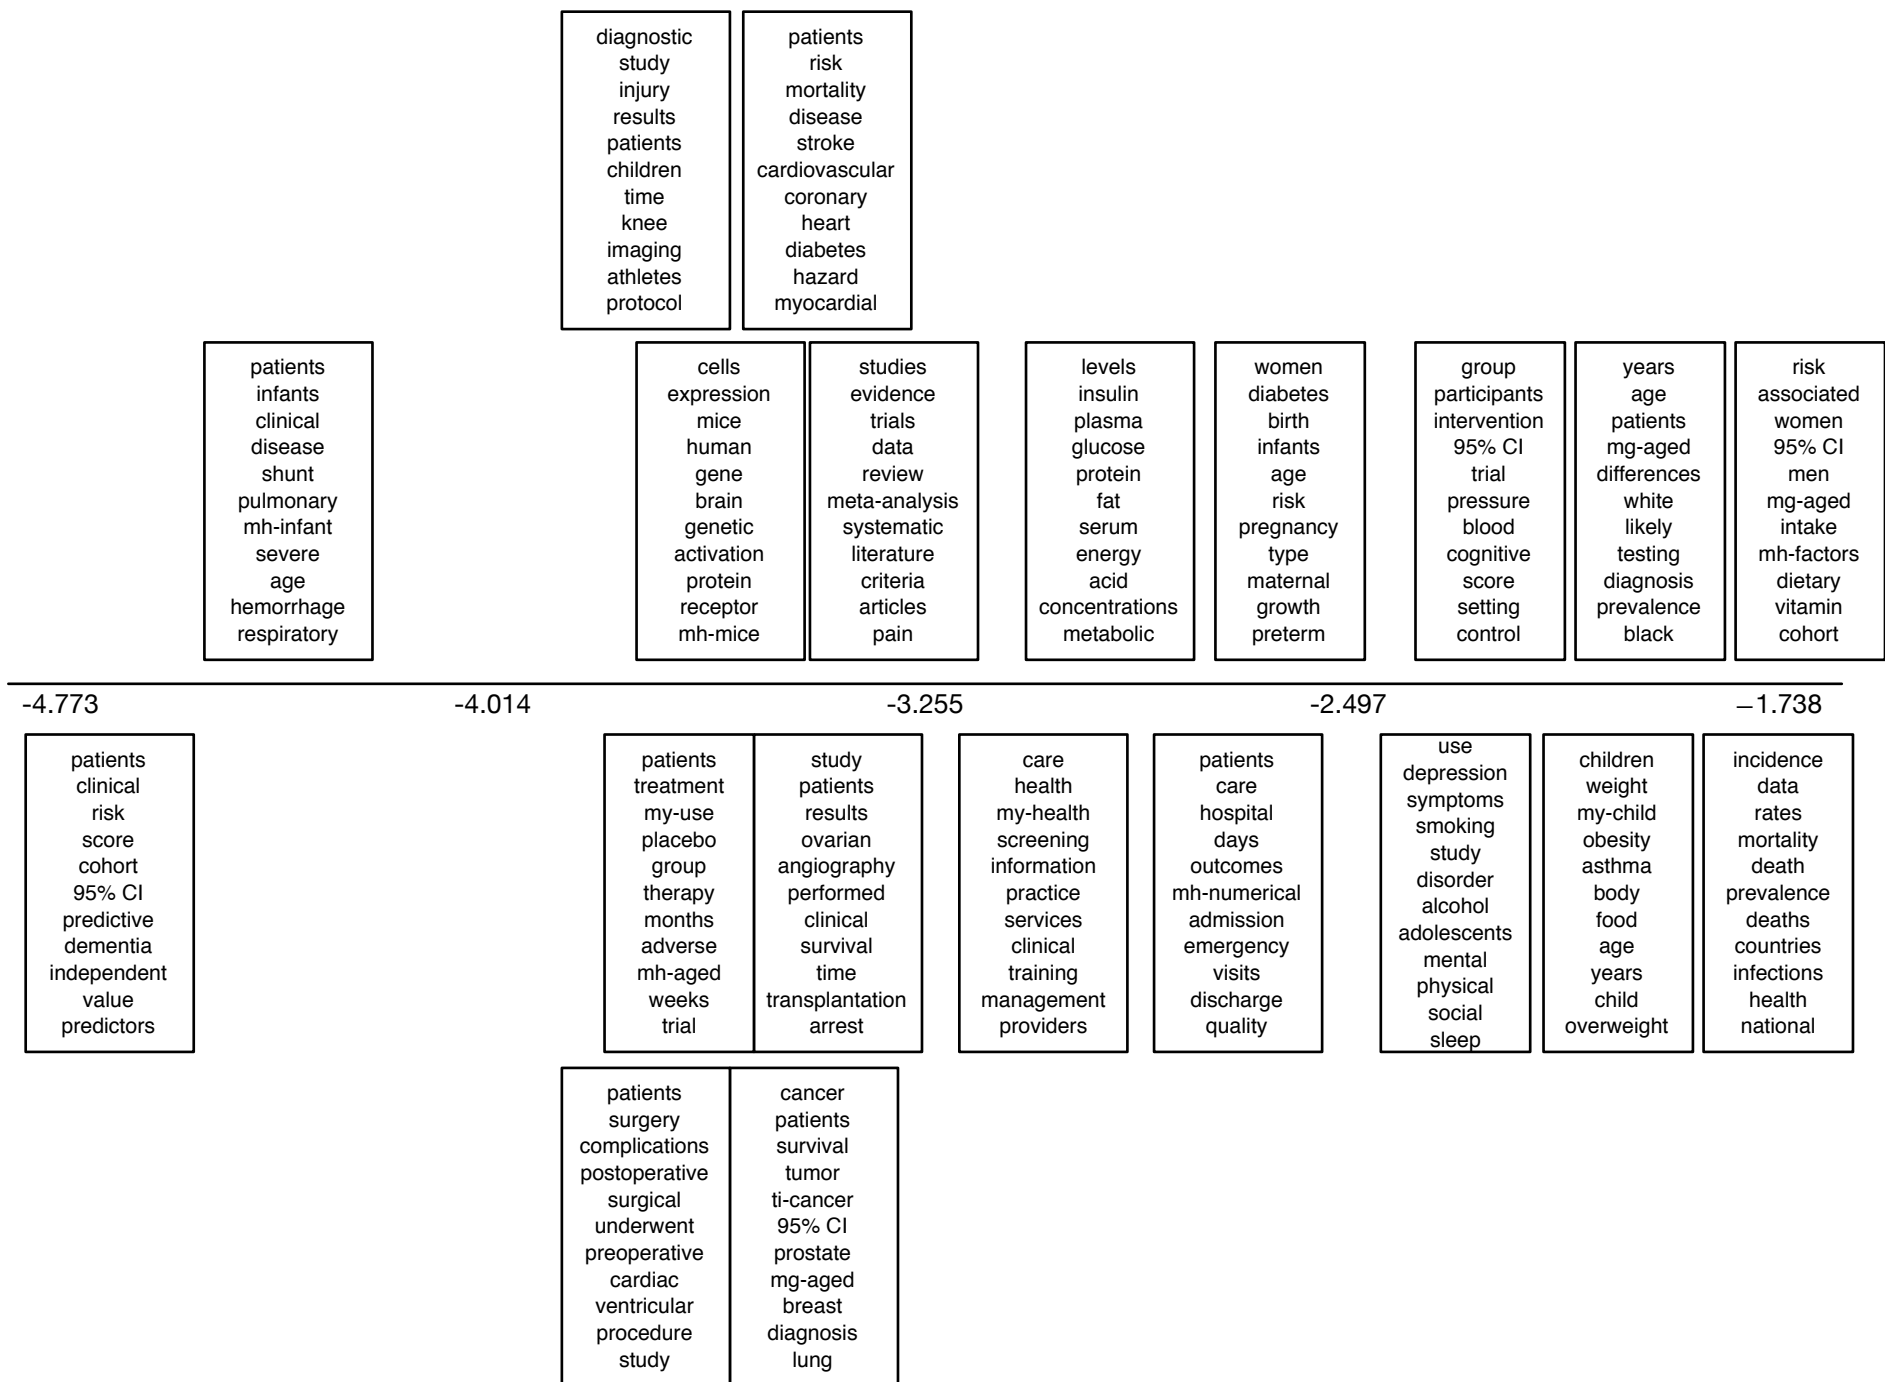 diagnostic
study
injury
results
patients
children
time
knee
imaging
athletes
protocol
patients
risk
mortality
disease
stroke
cardiovascular
coronary
heart
diabetes
hazard
myocardial
patients
infants
clinical
disease
shunt
pulmonary
mh-infant
severe
age
hemorrhage
respiratory
cells
expression
mice
human
gene
brain
genetic
activation
protein
receptor
mh-mice
studies
evidence
trials
data
review
meta-analysis
systematic
literature
criteria
articles
pain
levels
insulin
plasma
glucose
protein
fat
serum
energy
acid
concentrations
metabolic
women
diabetes
birth
infants
age
risk
pregnancy
type
maternal
growth
preterm
group
participants
intervention
95% CI
trial
pressure
blood
cognitive
score
setting
control
years
age
patients
mg-aged
differences
white
likely
testing
diagnosis
prevalence
black
risk
associated
women
95% CI
men
mg-aged
intake
mh-factors
dietary
vitamin
cohort
-4.773
-4.014
-3.255
-2.497
−1.738
patients
clinical
risk
score
cohort
95% CI
predictive
dementia
independent
value
predictors
patients
treatment
my-use
placebo
group
therapy
months
adverse
mh-aged
weeks
trial
study
patients
results
ovarian
angiography
performed
clinical
survival
time
transplantation
arrest
care
health
my-health
screening
information
practice
services
clinical
training
management
providers
patients
care
hospital
days
outcomes
mh-numerical
admission
emergency
visits
discharge
quality
use
depression
symptoms
smoking
study
disorder
alcohol
adolescents
mental
physical
social
sleep
children
weight
my-child
obesity
asthma
body
food
age
years
child
overweight
incidence
data
rates
mortality
death
prevalence
deaths
countries
infections
health
national
patients
surgery
complications
postoperative
surgical
underwent
preoperative
cardiac
ventricular
procedure
study
cancer
patients
survival
tumor
ti-cancer
95% CI
prostate
mg-aged
breast
diagnosis
lung